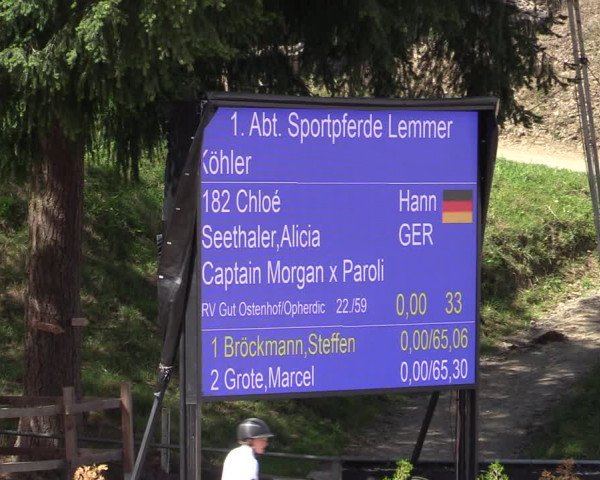 1. Abt. Sportpferde Lemmer
Köhler
182 Chloé Hann
Seethaler,Alicia GER
Captain Morgan x Paroli
RV Gut Ostenhof/Opherdic 22./59 0,00 33
1 Bröckmann,Steffen 0,00/65,06
2 Grote,Marcel 0,00/65,30